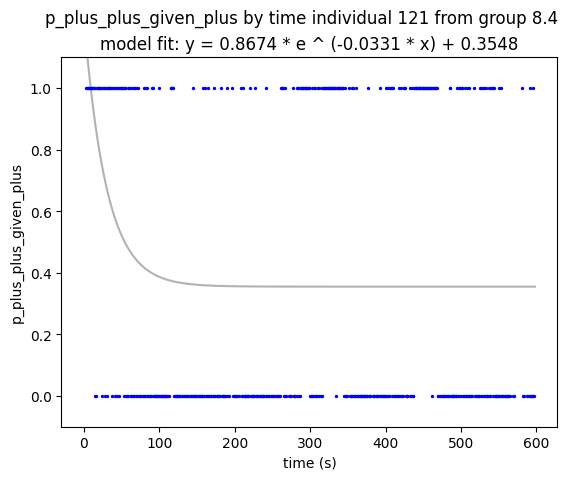 p_plus_plus_given_plus by time individual 121 from group 8.4
model fit: y = 0.8674 * e ^ (-0.0331 * x) + 0.3548
p_plus_plus_given_plus
1.0
0.8
0.6
0.4
0.2
0.0
0 100 200 300 400 500 600
time (s)